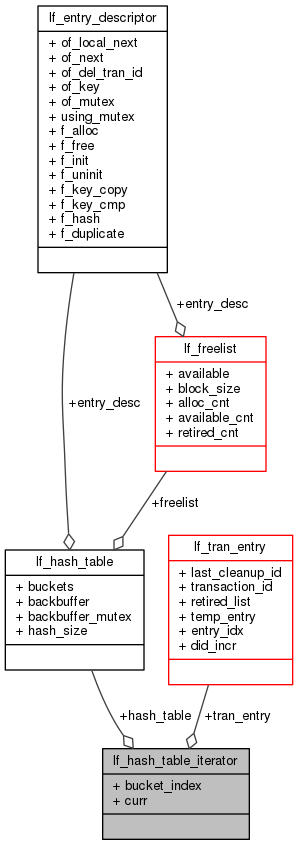 lf_entry_descriptor
+ of_local_next
+ of_next
+ of_del_tran_id
+ of_key
+ of_mutex
+ using_mutex
+ f_alloc
+ f_free
+ f_init
+ f_uninit
+ f_key_copy
+ f_key_cmp
+ f_hash
+ f_duplicate
+entry_desc
lf_freelist
+ available
+ block_size
+ alloc_cnt
+ available_cnt
+ retired_cnt
+entry_desc
+freelist
lf_hash_table
+ buckets
+ backbuffer
+ backbuffer_mutex
+ hash_size
lf_tran_entry
+ last_cleanup_id
+ transaction_id
+ retired_list
+ temp_entry
+ entry_idx
+ did_incr
+hash_table
+tran_entry
lf_hash_table_iterator
+ bucket_index
+ curr